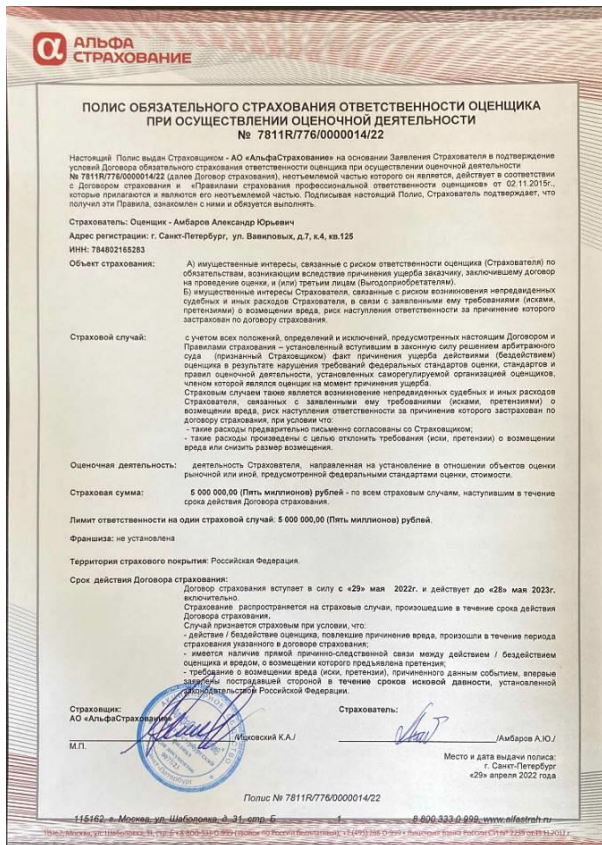 АЛЬФА
СТРАХОВАНИЕ
ПОЛИС ОБЯЗАТЕЛЬНОГО СТРАХОВАНИЯ ОТВЕТСТВЕННОСТИ ОЦЕНЩИКА
ПРИ ОСУЩЕСТВЛЕНИИ ОЦЕНОЧНОЙ ДЕЯТЕЛЬНОСТИ
№ 7811R/776/0000014/22
Настоящий Полис выдан Страховщиком - АО «АльфаСтрахование» на основании Заявления Страхователя в подтверждение
условий Договора обязательного страхования ответственности оценщика при осуществлении оценочной деятельности
№ 7811R/776/0000014/22 (далее Договор страхования), неотъемлемой частью которого он является, действует в соответствии
с Договором страхования и «Правилами страхования профессиональной ответственности оценщиков» от 02.11.2015г.,
которые прилагаются и являются его неотъемлемой частью. Подписывая настоящий Полис, Страхователь подтверждает, что
получил эти Правила, ознакомлен с ними и обязуется выполнять.
Страхователь: Оценщик - Амбаров Александр Юрьевич
Адрес регистрации: г. Санкт-Петербург, ул. Вавиловых, д.7, к.4, кв.125
ИНН: 784802165283
Объект страхования: А) имущественные интересы, связанные с риском ответственности оценщика (Страхователя) по
обязательствам, возникающим вследствие причинения ущерба заказчику, заключившему договор
на проведение оценки, и (или) третьим лицам (Выгодоприобретателям).
Б) имущественные интересы Страхователя, связанные с риском возникновения непредвиденных
судебных и иных расходов Страхователя, в связи с заявленными ему требованиями (исками,
претензиями) о возмещении вреда, риск наступления ответственности за причинение которого
застрахован по договору страхования.
Страховой случай: с учетом всех положений, определений и исключений, предусмотренных настоящим Договором и
Правилами страхования – установленный вступившим в законную силу решением арбитражного
суда (признанный Страховщиком) факт причинения ущерба действиями (бездействием)
оценщика в результате нарушения требований федеральных стандартов оценки, стандартов и
правил оценочной деятельности, установленных саморегулируемой организацией оценщиков,
членом которой являлся оценщик на момент причинения ущерба.
Страховым случаем также является возникновение непредвиденных судебных и иных расходов
Страхователя, связанных с заявленными ему требованиями (исками, претензиями) о
возмещении вреда, риск наступления ответственности за причинение которого застрахован по
договору страхования, при условии что:
- такие расходы предварительно письменно согласованы со Страховщиком;
- такие расходы произведены с целью отклонить требования (иски, претензии) о возмещении
вреда или снизить размер возмещения.
Оценочная деятельность: деятельность Страхователя, направленная на установление в отношении объектов оценки
рыночной или иной, предусмотренной федеральными стандартами оценки, стоимости.
Страховая сумма: 5 000 000,00 (Пять миллионов) рублей - по всем страховым случаям, наступившим в течение
срока действия Договора страхования.
Лимит ответственности на один страховой случай: 5 000 000,00 (Пять миллионов) рублей.
Франшиза: не установлена
Территория страхового покрытия: Российская Федерация.
Срок действия Договора страхования:
Договор страхования вступает в силу с «29» мая 2022г. и действует до «28» мая 2023г.
включительно.
Страхование распространяется на страховые случаи, произошедшие в течение срока действия
Договора страхования.
Случай признается страховым при условии, что:
- действие / бездействие оценщика, повлекшие причинение вреда, произошли в течение периода
страхования указанного в договоре страхования;
- имеется наличие прямой причинно-следственной связи между действием / бездействием
оценщика и вредом, о возмещении которого предъявлена претензия;
- требование о возмещении вреда (иски, претензии), причиненного данным событием, впервые
заявлены пострадавшей стороной в течение сроков исковой давности, установленной
законодательством Российской Федерации.
Страховщик: Страхователь:
АО «АльфаСтрахование»
/Ицковский К.А./ /Амбаров А.Ю./
М.П.
Место и дата выдачи полиса:
г. Санкт-Петербург
«29» апреля 2022 года
Полис № 7811R/776/0000014/22
115162, г. Москва, ул. Шаболовка, д. 31, стр. Б 1 8 800 333 0 999, www.alfastrah.ru